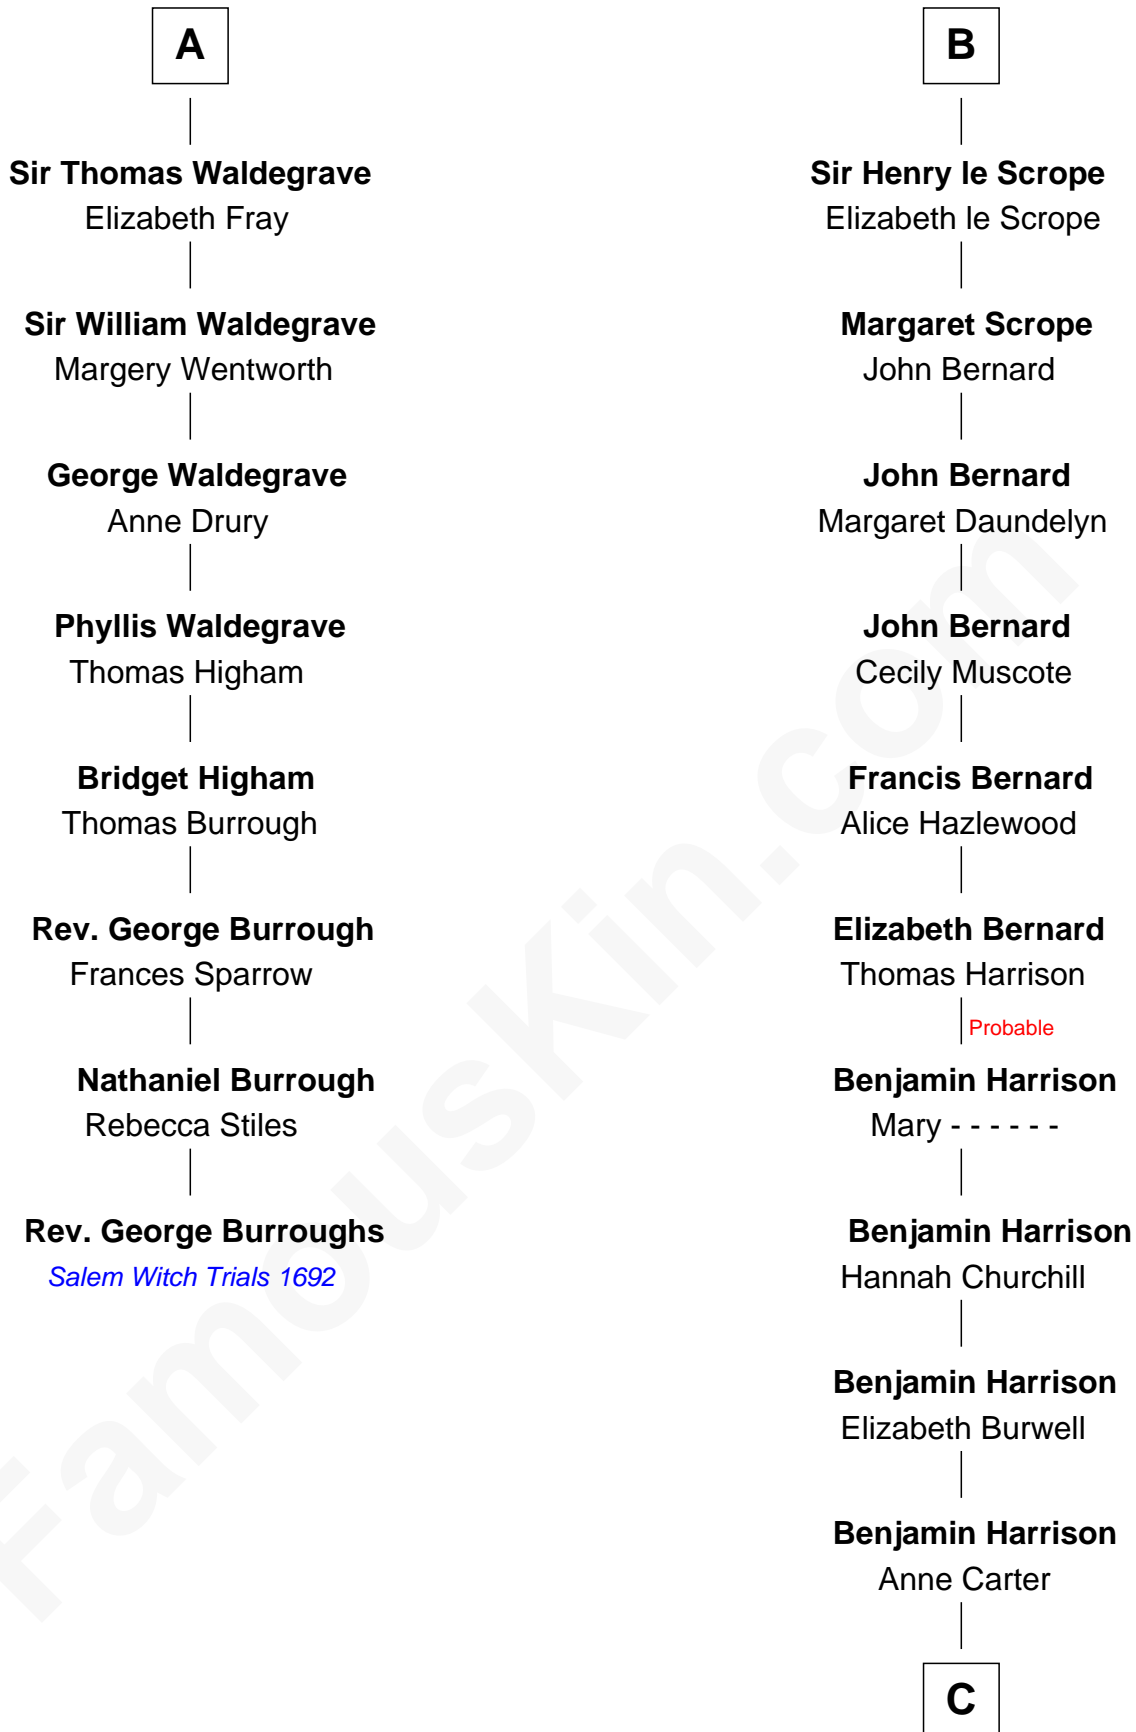 A
Sir Thomas Waldegrave
Elizabeth Fray
Sir William Waldegrave
Margery Wentworth
George Waldegrave
Anne Drury
Phyllis Waldegrave
Thomas Higham
Bridget Higham
Thomas Burrough
Rev. George Burrough
Frances Sparrow
Nathaniel Burrough
Rebecca Stiles
Rev. George Burroughs
Salem Witch Trials 1692
B
Sir Henry le Scrope
Elizabeth le Scrope
Margaret Scrope
John Bernard
John Bernard
Margaret Daundelyn
John Bernard
Cecily Muscote
Francis Bernard
Alice Hazlewood
Elizabeth Bernard
Thomas Harrison
Probable
Benjamin Harrison
Mary - - - - - -
Benjamin Harrison
Hannah Churchill
Benjamin Harrison
Elizabeth Burwell
Benjamin Harrison
Anne Carter
C
FamousKin.com